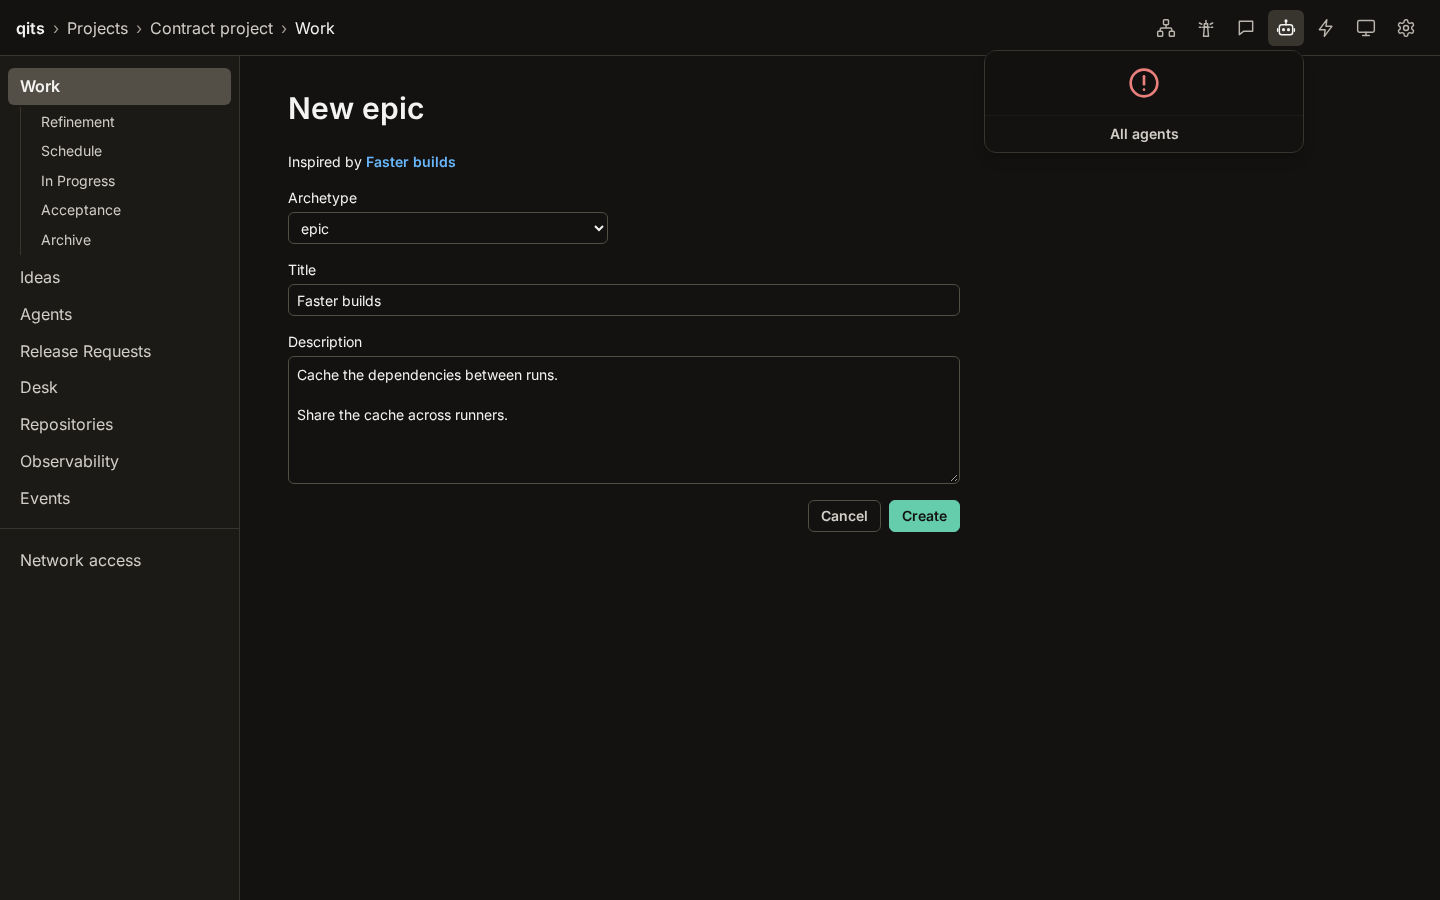 qits › Projects › Contract project › Work
All agents
Work
Refinement
Schedule
In Progress
Acceptance
Archive
Ideas
Agents
Release Requests
Desk
Repositories
Observability
Events
Network access
New epic
Inspired by Faster builds
Archetype
epic
Title
Faster builds
Description
Cache the dependencies between runs.
Share the cache across runners.
Cancel
Create